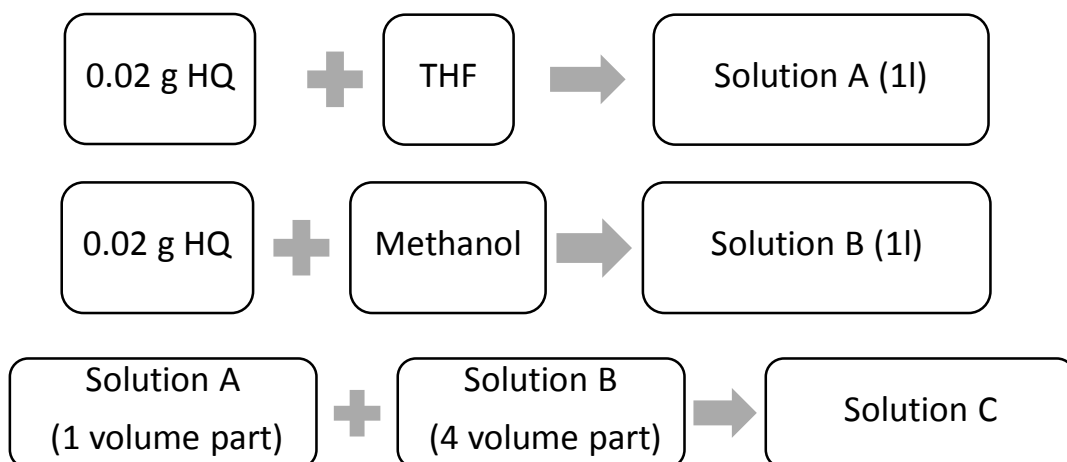 0.02 g HQ
THF
Solution A (1l)
0.02 g HQ
Methanol
Solution B (1l)
Solution A
(1 volume part)
Solution B
(4 volume part)
Solution C